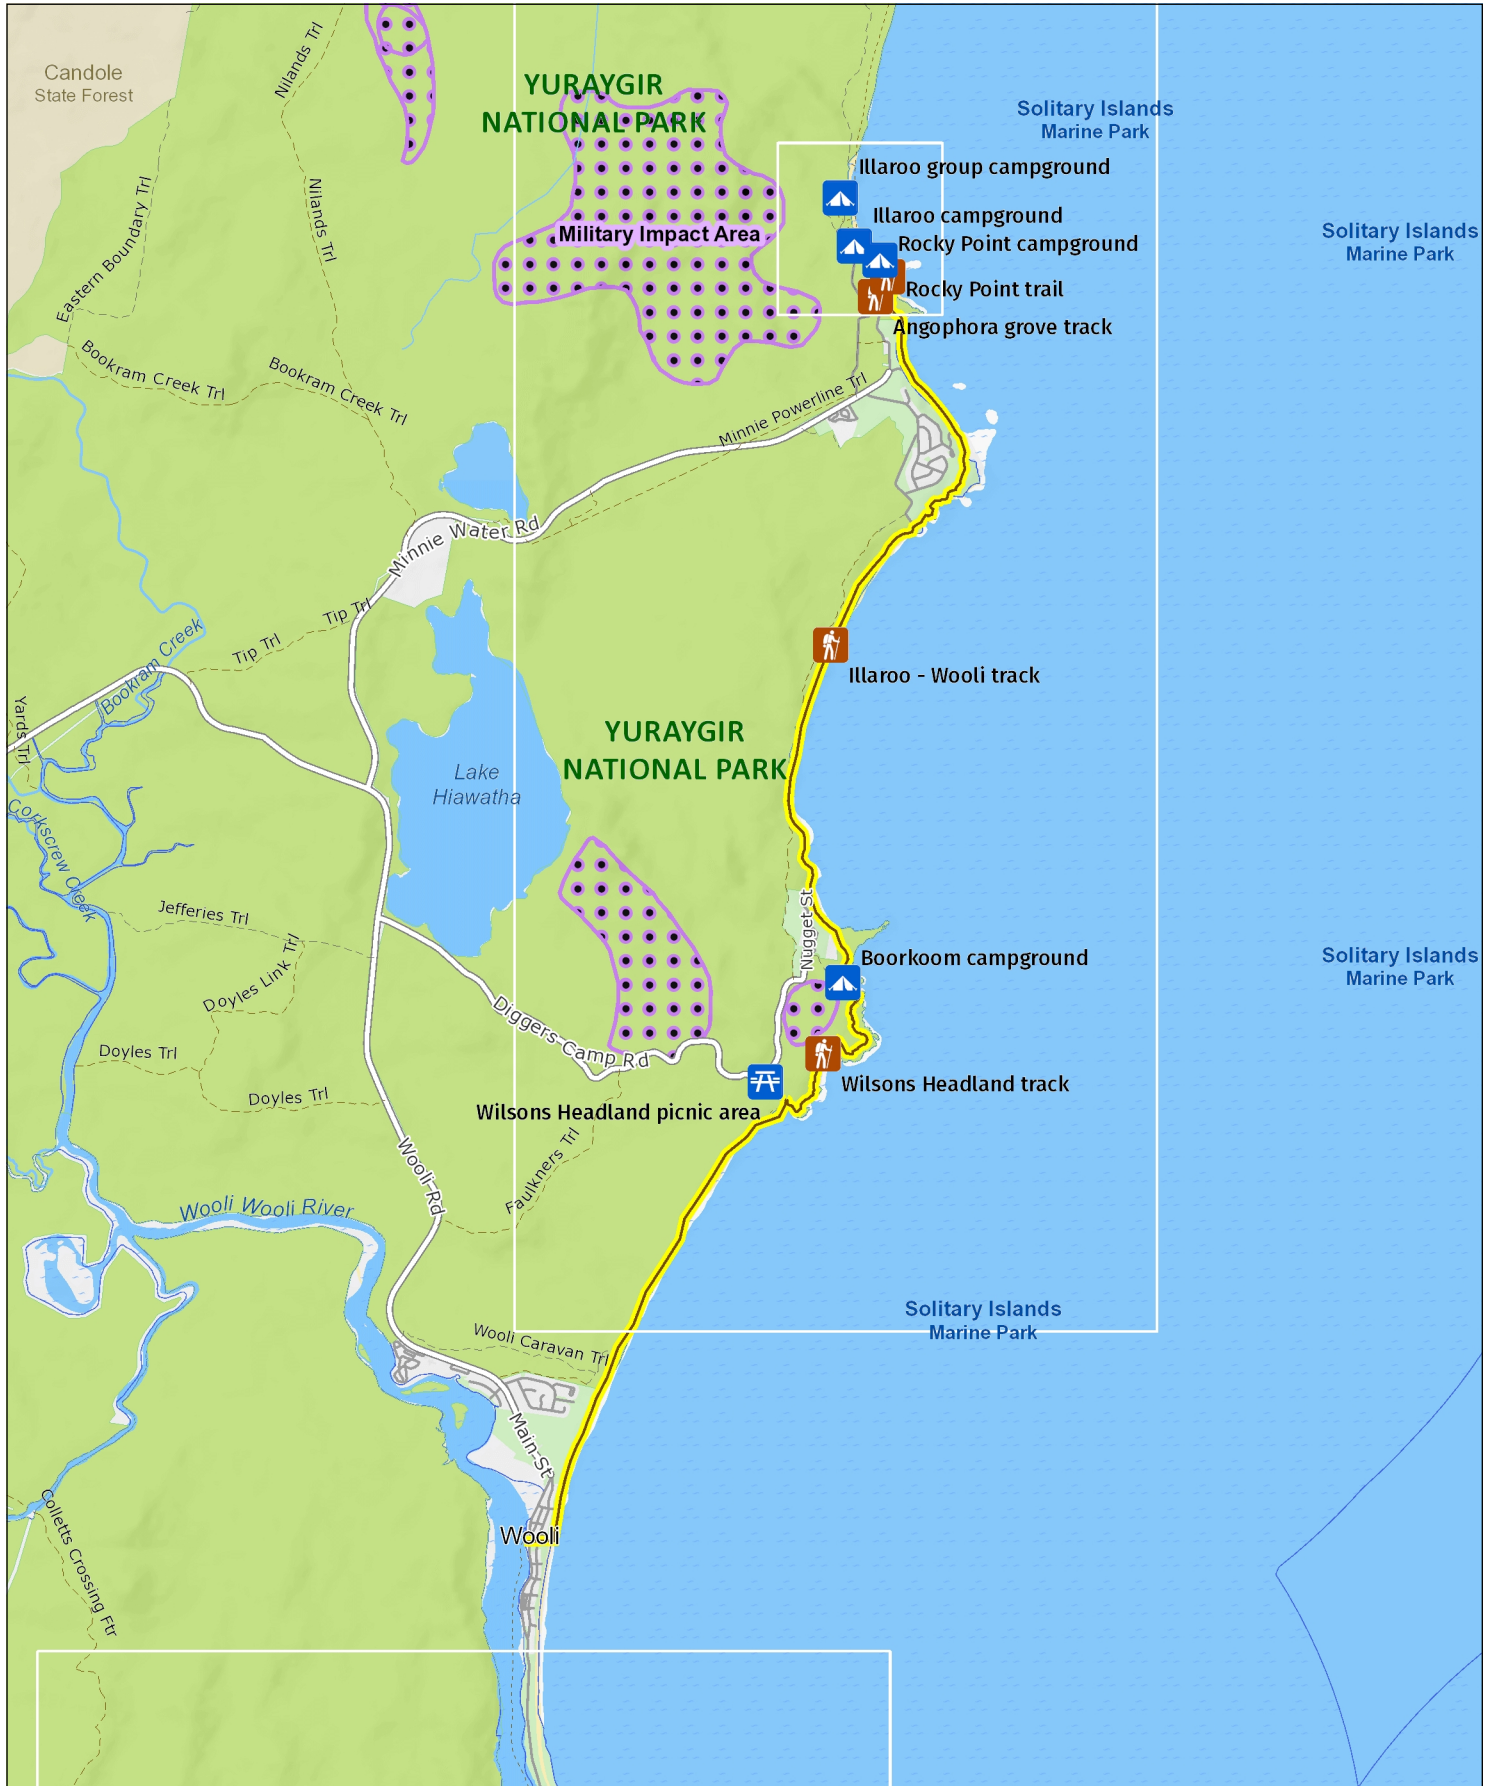 Candole
State Forest
Nilands Trl
YURAYGIR
NATIONAL PARK
Solitary Islands
Marine Park
Illaroo group campground
Illaroo campground
Rocky Point campground
Solitary Islands
Marine Park
Military Impact Area
Nilands Trl
Eastern Boundary Trl
Rocky Point trail
Angophora grove track
Bookram Creek Trl
Bookram Creek Trl
Minnie Powerline Trl
Minnie Water Rd
Tip Trl
Tip Trl
Bookram Creek
Illaroo - Wooli track
Yards Trl
YURAYGIR
NATIONAL PARK
Lake
Hiawatha
Corkscrew Creek
Jefferies Trl
Nugget St
Doyles Link Trl
Boorkoom campground
Solitary Islands
Marine Park
Diggers Camp Rd
Doyles Trl
Doyles Trl
Wilsons Headland track
Wilsons Headland picnic area
Faulkners Trl
Wooli Rd
Wooli Wooli River
Solitary Islands
Marine Park
Wooli Caravan Trl
Main St
Wooli
Colletts Crossing Ftr